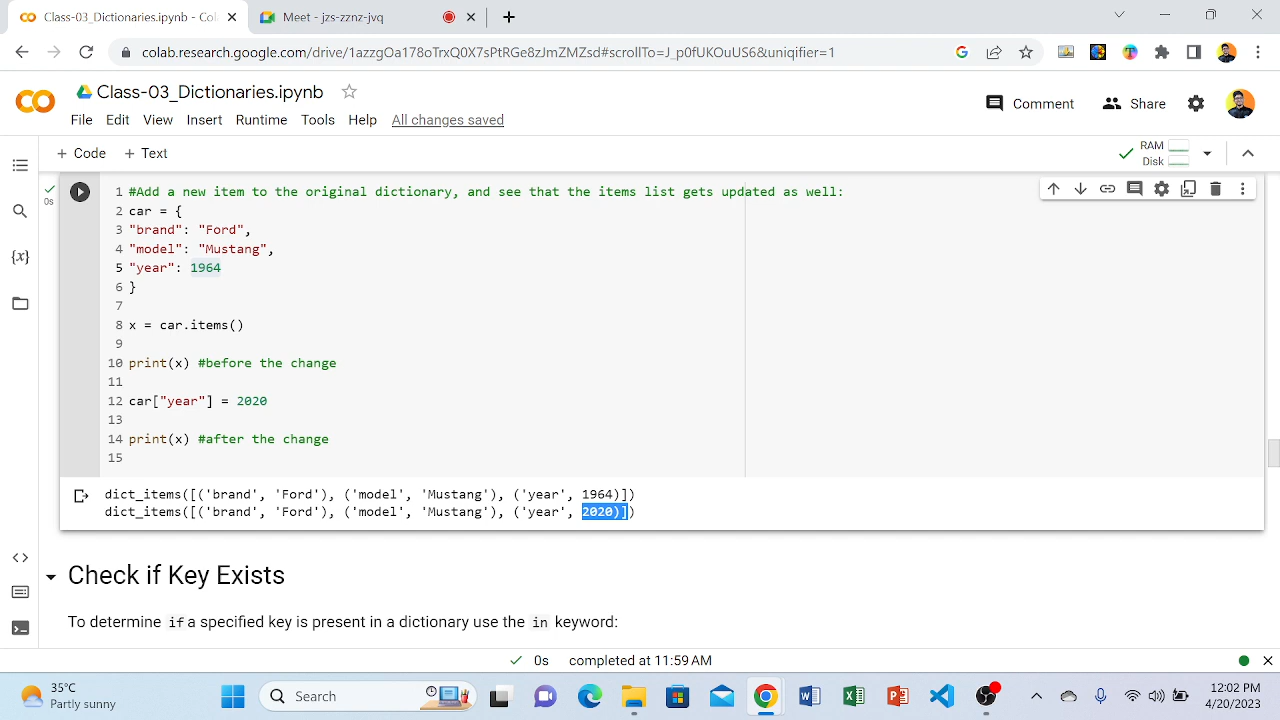 Class-03_Dictionaries.ipynb - Col
Meet - jzs-zznz-jvq
colab.research.google.com/drive/1azzgOa178oTrxQ0X7sPtRGe8zJmZMZsd#scrollTo=J_p0fUKOuUS6&uniqifier=1
Class-03_Dictionaries.ipynb
Comment
Share
File Edit View Insert Runtime Tools Help All changes saved
+ Code + Text
RAM
Disk
0s
1 #Add a new item to the original dictionary, and see that the items list gets updated as well:
2 car = {
3 "brand": "Ford",
4 "model": "Mustang",
5 "year": 1964
6 }
7
8 x = car.items()
9
10 print(x) #before the change
11
12 car["year"] = 2020
13
14 print(x) #after the change
15
dict_items([('brand', 'Ford'), ('model', 'Mustang'), ('year', 1964)])
dict_items([('brand', 'Ford'), ('model', 'Mustang'), ('year', 2020)])
Check if Key Exists
To determine if a specified key is present in a dictionary use the in keyword:
0s completed at 11:59 AM
35°C
Partly sunny
Search
12:02 PM
4/20/2023